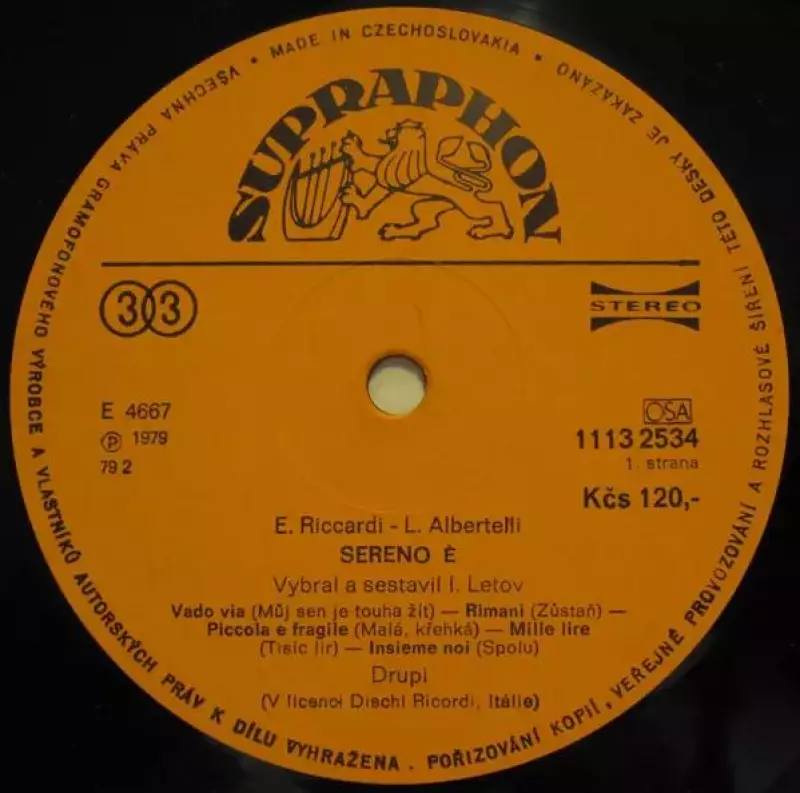 VŠECHNA PRÁVA GRAMOFONOVÉHO VÝROBCE A VLASTNÍKŮ AUTORSKÝCH PRÁV K DÍLU VYHRAŽENA. POŘIZOVÁNÍ KOPIÍ, VEŘEJNÉ PROVOZOVÁNÍ A ROZHLASOVÉ ŠÍŘENÍ TÉTO DESKY JE ZAKÁZÁNO • MADE IN CZECHOSLOVAKIA •
SUPRAPHON
33
STEREO
E 4667
Ⓟ 1979
79 2
OSA
1113 2534
1. strana
Kčs 120,-
E. Riccardi - L. Albertelli
SERENO È
Vybral a sestavil I. Letov
Vado via (Můj sen je touha žít) — Rimani (Zůstaň) —
Piccola e fragile (Malá, křehká) — Mille lire
(Tisíc lir) — Insieme noi (Spolu)
Drupi
(V licenci Dischi Ricordi, Itálie)